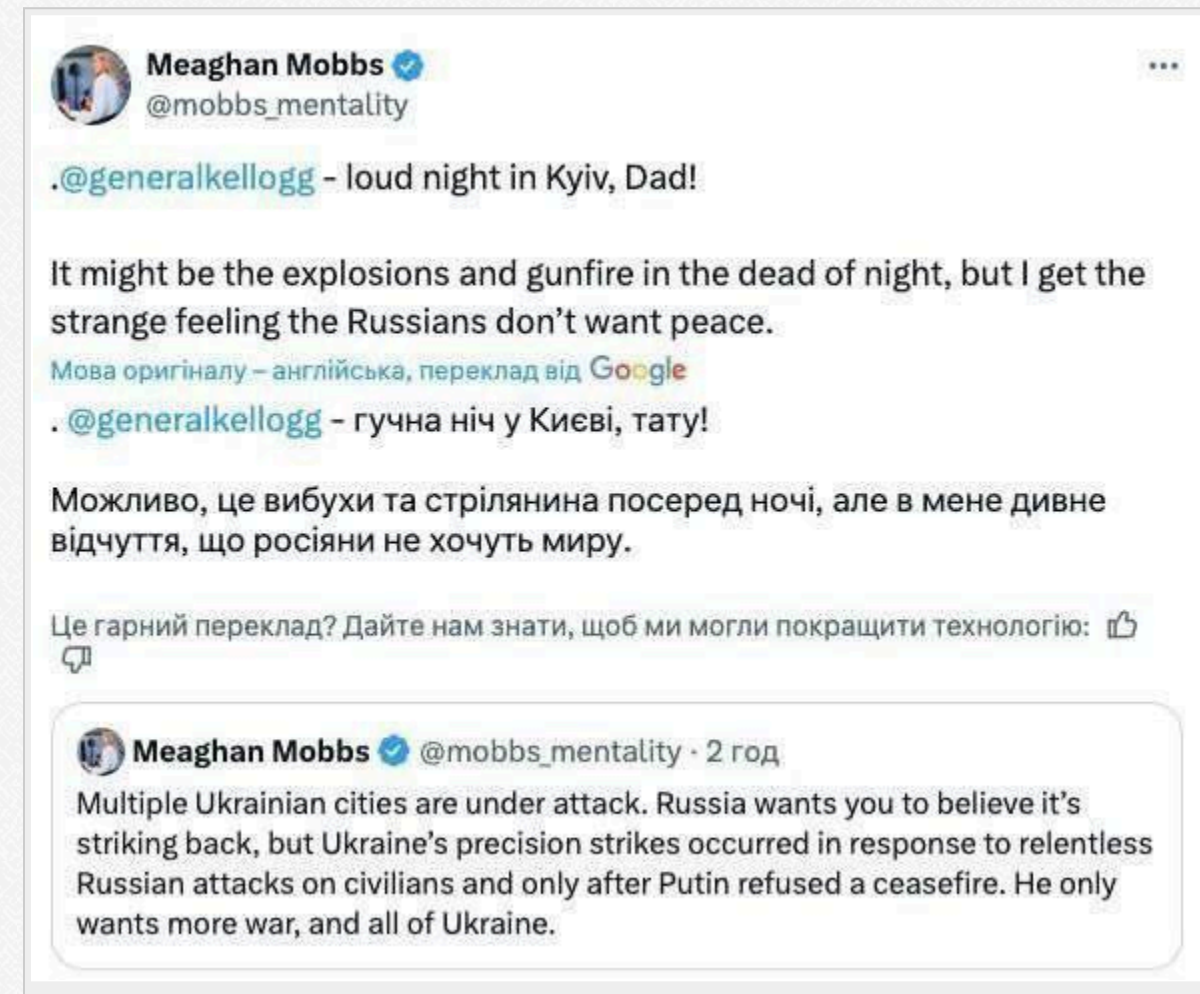 Meaghan Mobbs
@mobbs_mentality
.@generalkellogg - loud night in Kyiv, Dad!
It might be the explosions and gunfire in the dead of night, but I get the
strange feeling the Russians don’t want peace.
Мова оригіналу – англійська, переклад від Google
. @generalkellogg - гучна ніч у Києві, тату!
Можливо, це вибухи та стрілянина посеред ночі, але в мене дивне
відчуття, що росіяни не хочуть миру.
Це гарний переклад? Дайте нам знати, щоб ми могли покращити технологію:
Meaghan Mobbs @mobbs_mentality · 2 год
Multiple Ukrainian cities are under attack. Russia wants you to believe it’s
striking back, but Ukraine’s precision strikes occurred in response to relentless
Russian attacks on civilians and only after Putin refused a ceasefire. He only
wants more war, and all of Ukraine.